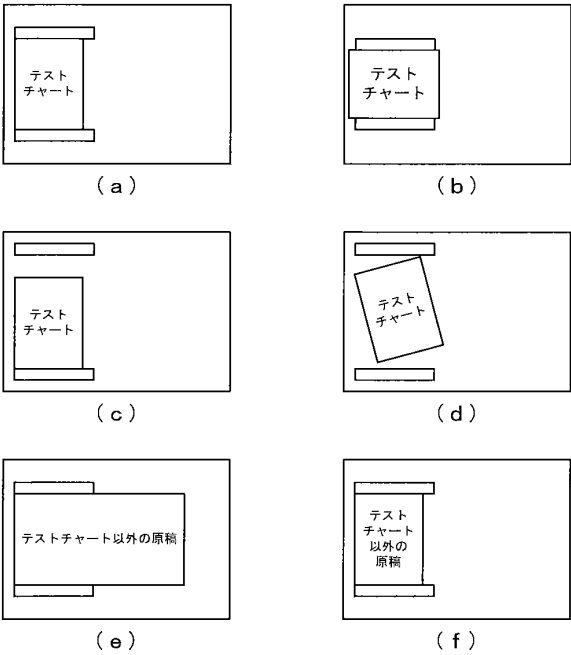 テスト
チャート
(a)
テスト
チャート
(b)
テスト
チャート
(c)
テスト
チャート
(d)
テストチャート以外の原稿
(e)
テスト
チャート
以外の
原稿
(f)